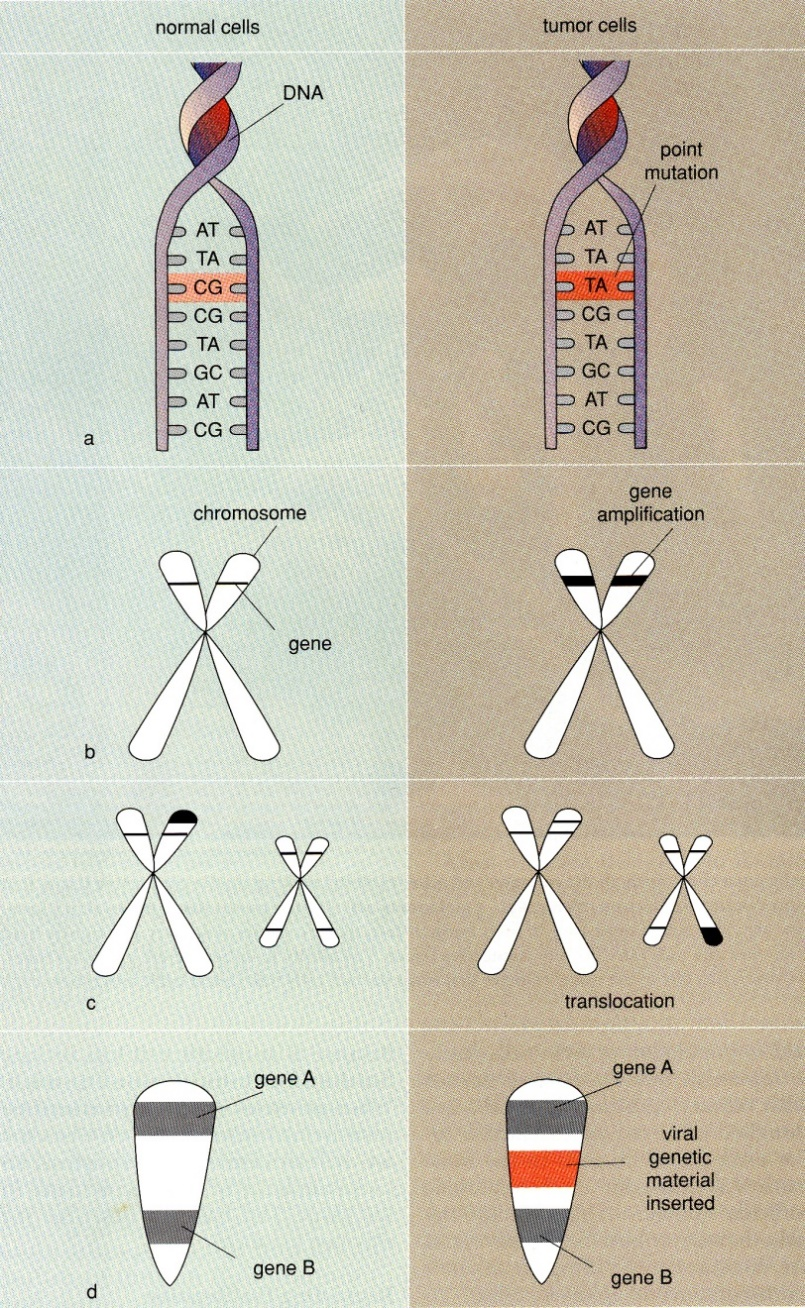 normal cells
tumor cells
DNA
AT
TA
CG
CG
TA
GC
AT
CG
a
point
mutation
AT
TA
TA
CG
TA
GC
AT
CG
chromosome
gene
b
gene
amplification
c
translocation
gene A
gene B
d
gene A
viral
genetic
material
inserted
gene B